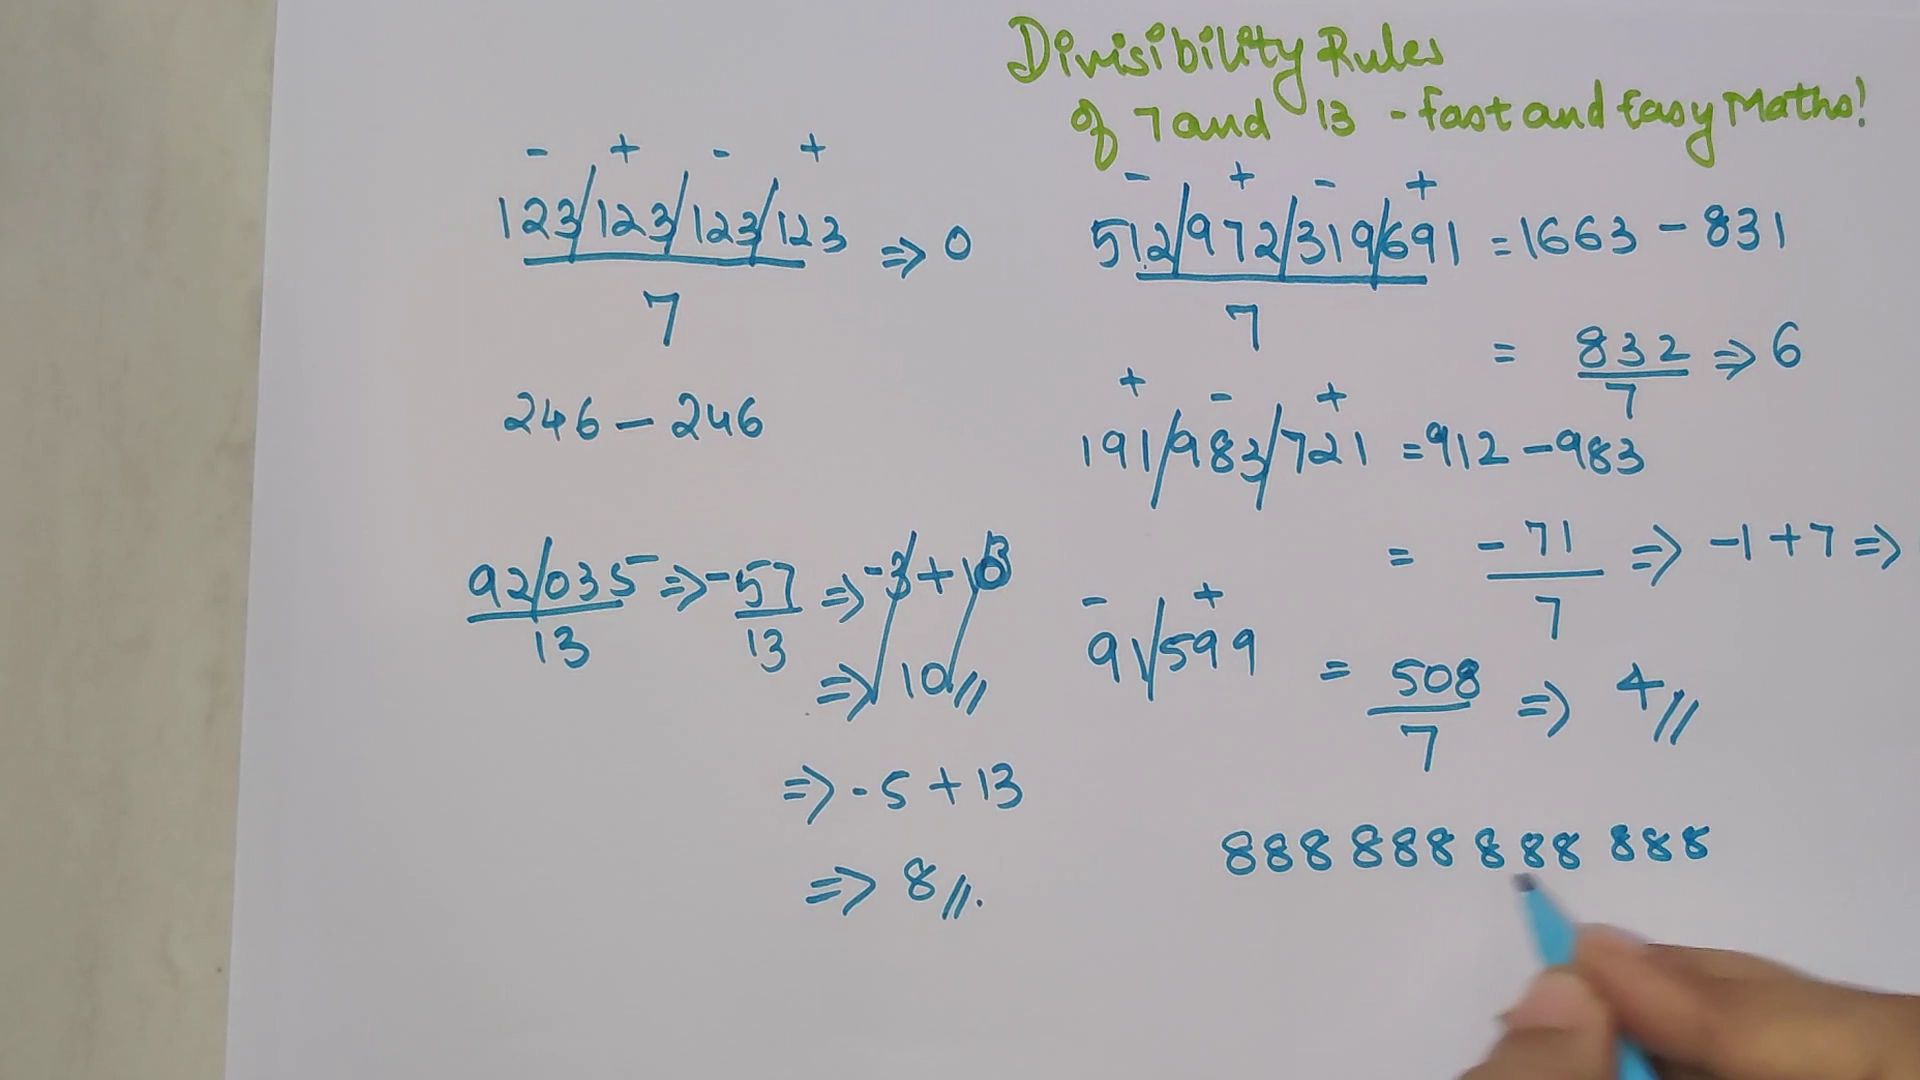 Divisibility Rules
of 7 and 13 - fast and Easy Maths!
- + - +
123/123/123/123 ⇒ 0
7
246 - 246
92/035 ⇒ -57 ⇒ -3 + 13
13 13
⇒ 10 //
⇒ -5 + 13
⇒ 8 //.
- + - +
512/972/319/691 = 1663 - 831
7
= 832 ⇒ 6
7
+ - +
191/983/721 = 912 - 983
= -71 ⇒ -1 + 7 ⇒
7
- +
91/599 = 508 ⇒ 4 //
7
888 888 888 888